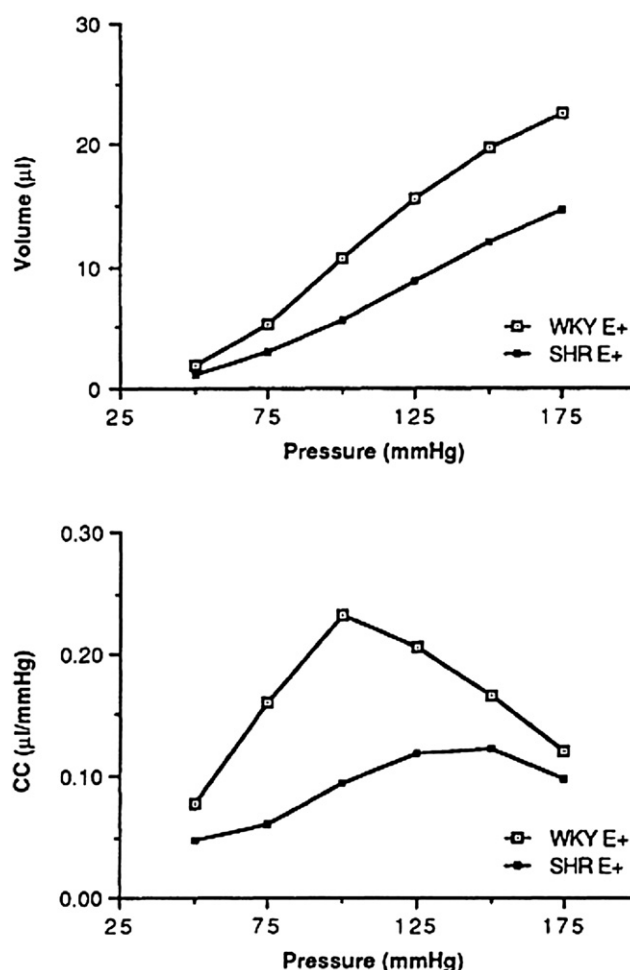 30
20
10
0
Volume (µl)
WKY E+
SHR E+
25 75 125 175
Pressure (mmHg)
0.30
0.20
0.10
0.00
CC (µl/mmHg)
WKY E+
SHR E+
25 75 125 175
Pressure (mmHg)